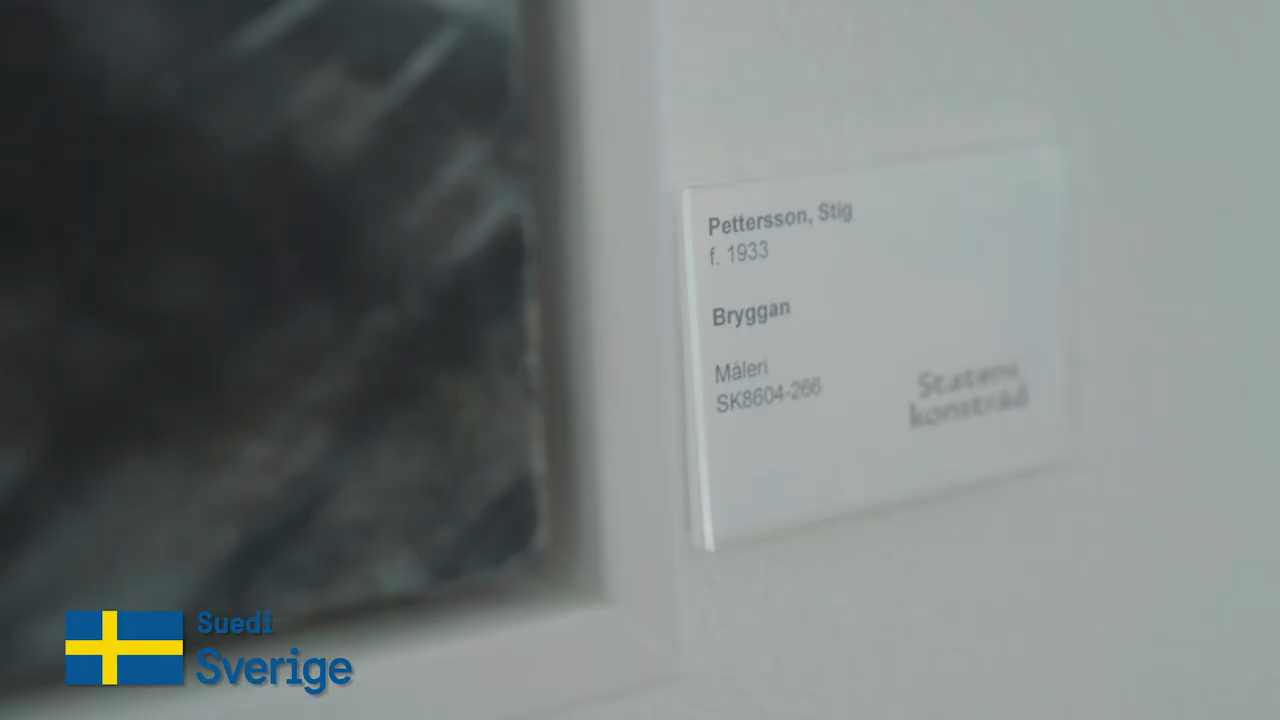 Pettersson, Stig
f. 1933
Bryggan
Måleri
SK8604-266
Statens
konstråd
Suedi
Sverige